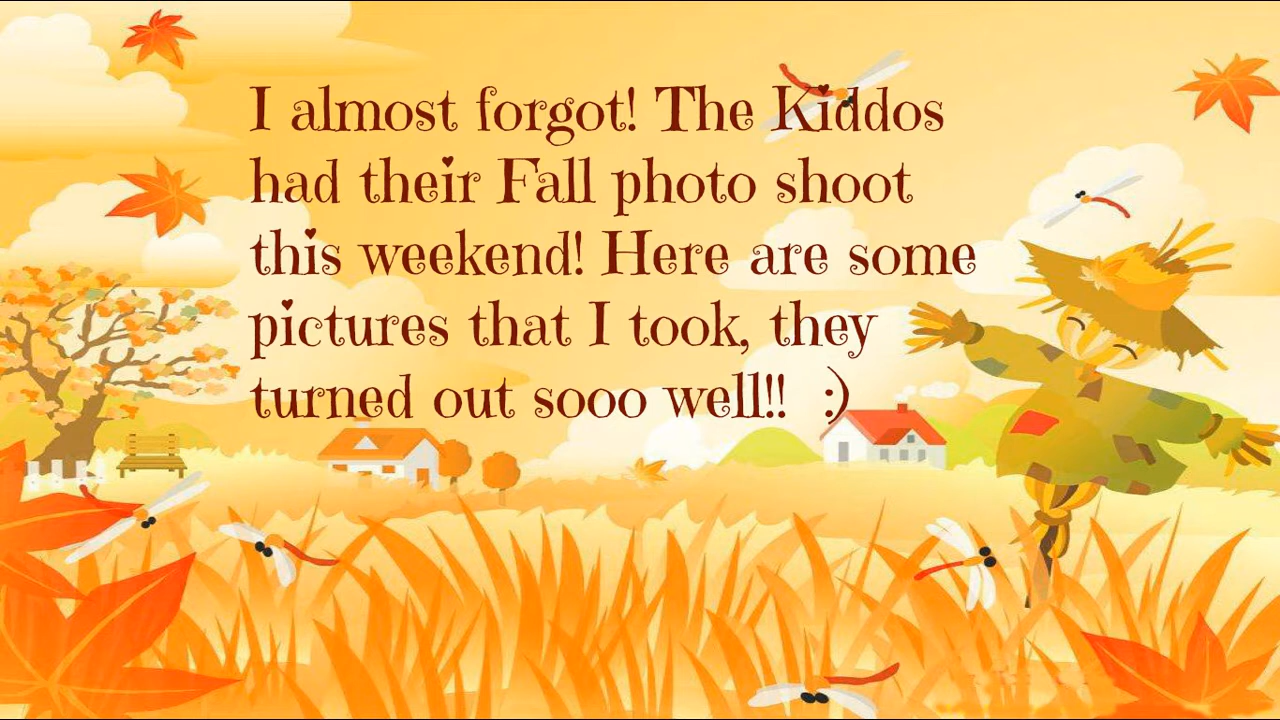 I almost forgot! The Kiddos
had their Fall photo shoot
this weekend! Here are some
pictures that I took, they
turned out sooo well!!  :)